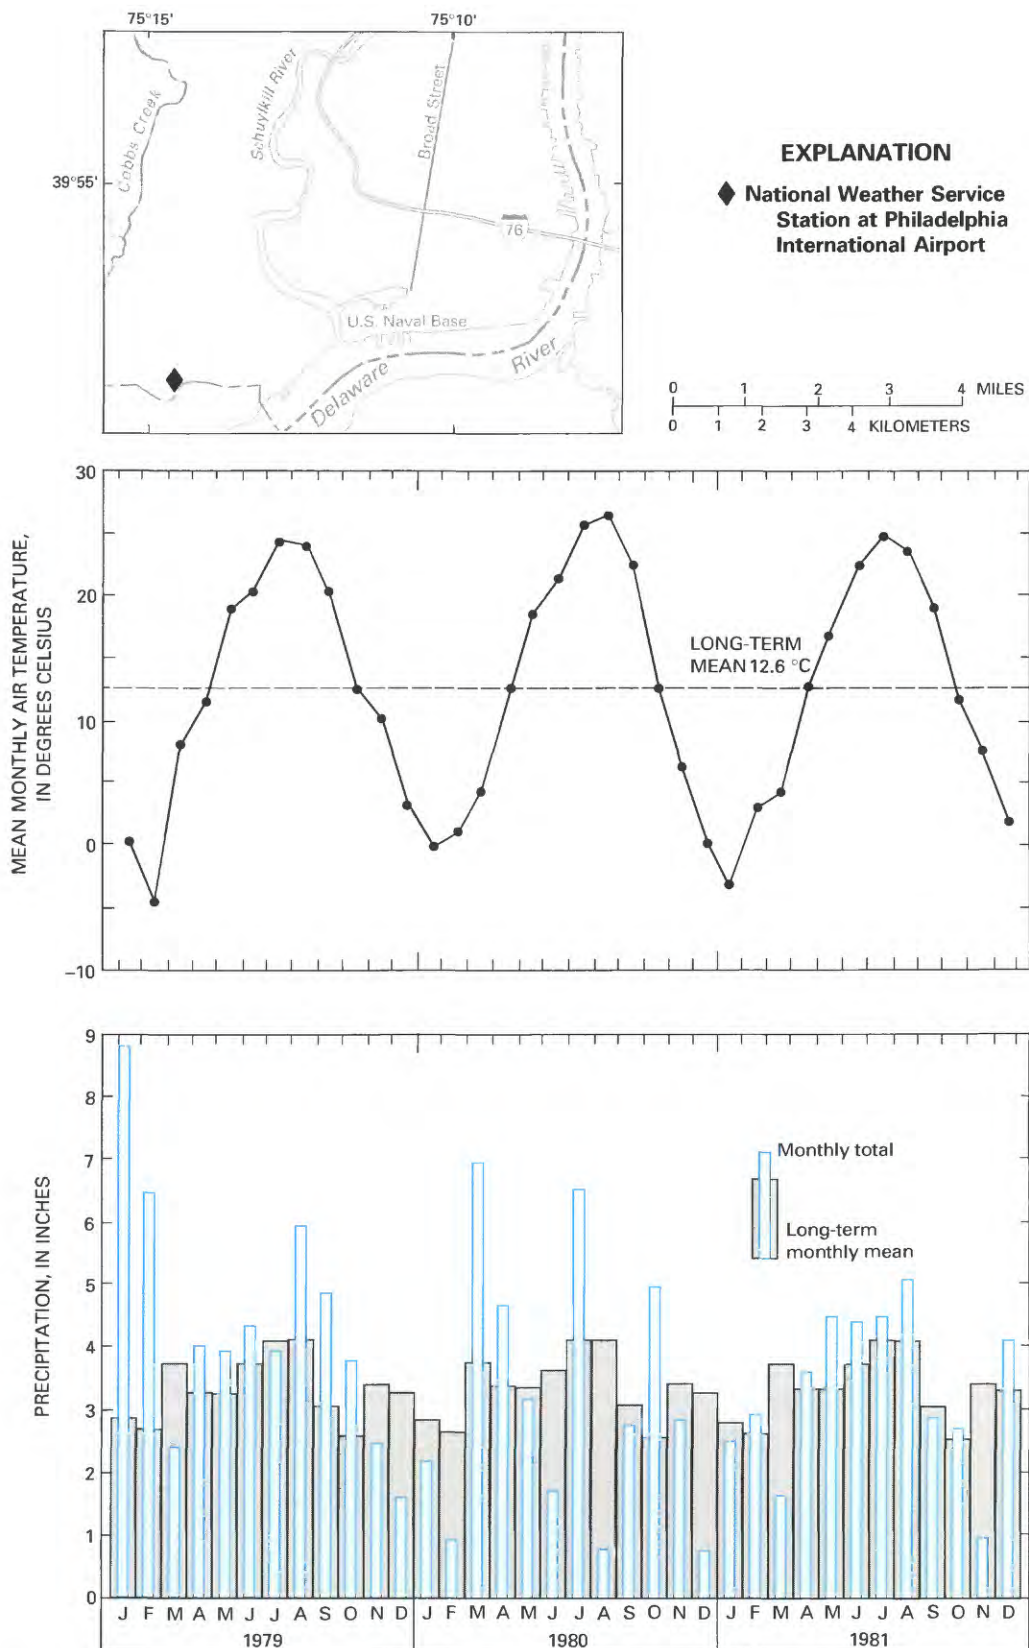 75°15' 75°10'
39°55'
Cobbs Creek
Schuylkill River
Broad Street
76
U.S. Naval Base
Delaware River
EXPLANATION
National Weather Service
Station at Philadelphia
International Airport
0 1 2 3 4 MILES
0 1 2 3 4 KILOMETERS
MEAN MONTHLY AIR TEMPERATURE,
IN DEGREES CELSIUS
30
20
10
0
–10
LONG-TERM
MEAN 12.6 °C
PRECIPITATION, IN INCHES
9
8
7
6
5
4
3
2
1
0
Monthly total
Long-term
monthly mean
J F M A M J J A S O N D J F M A M J J A S O N D J F M A M J J A S O N D
1979 1980 1981